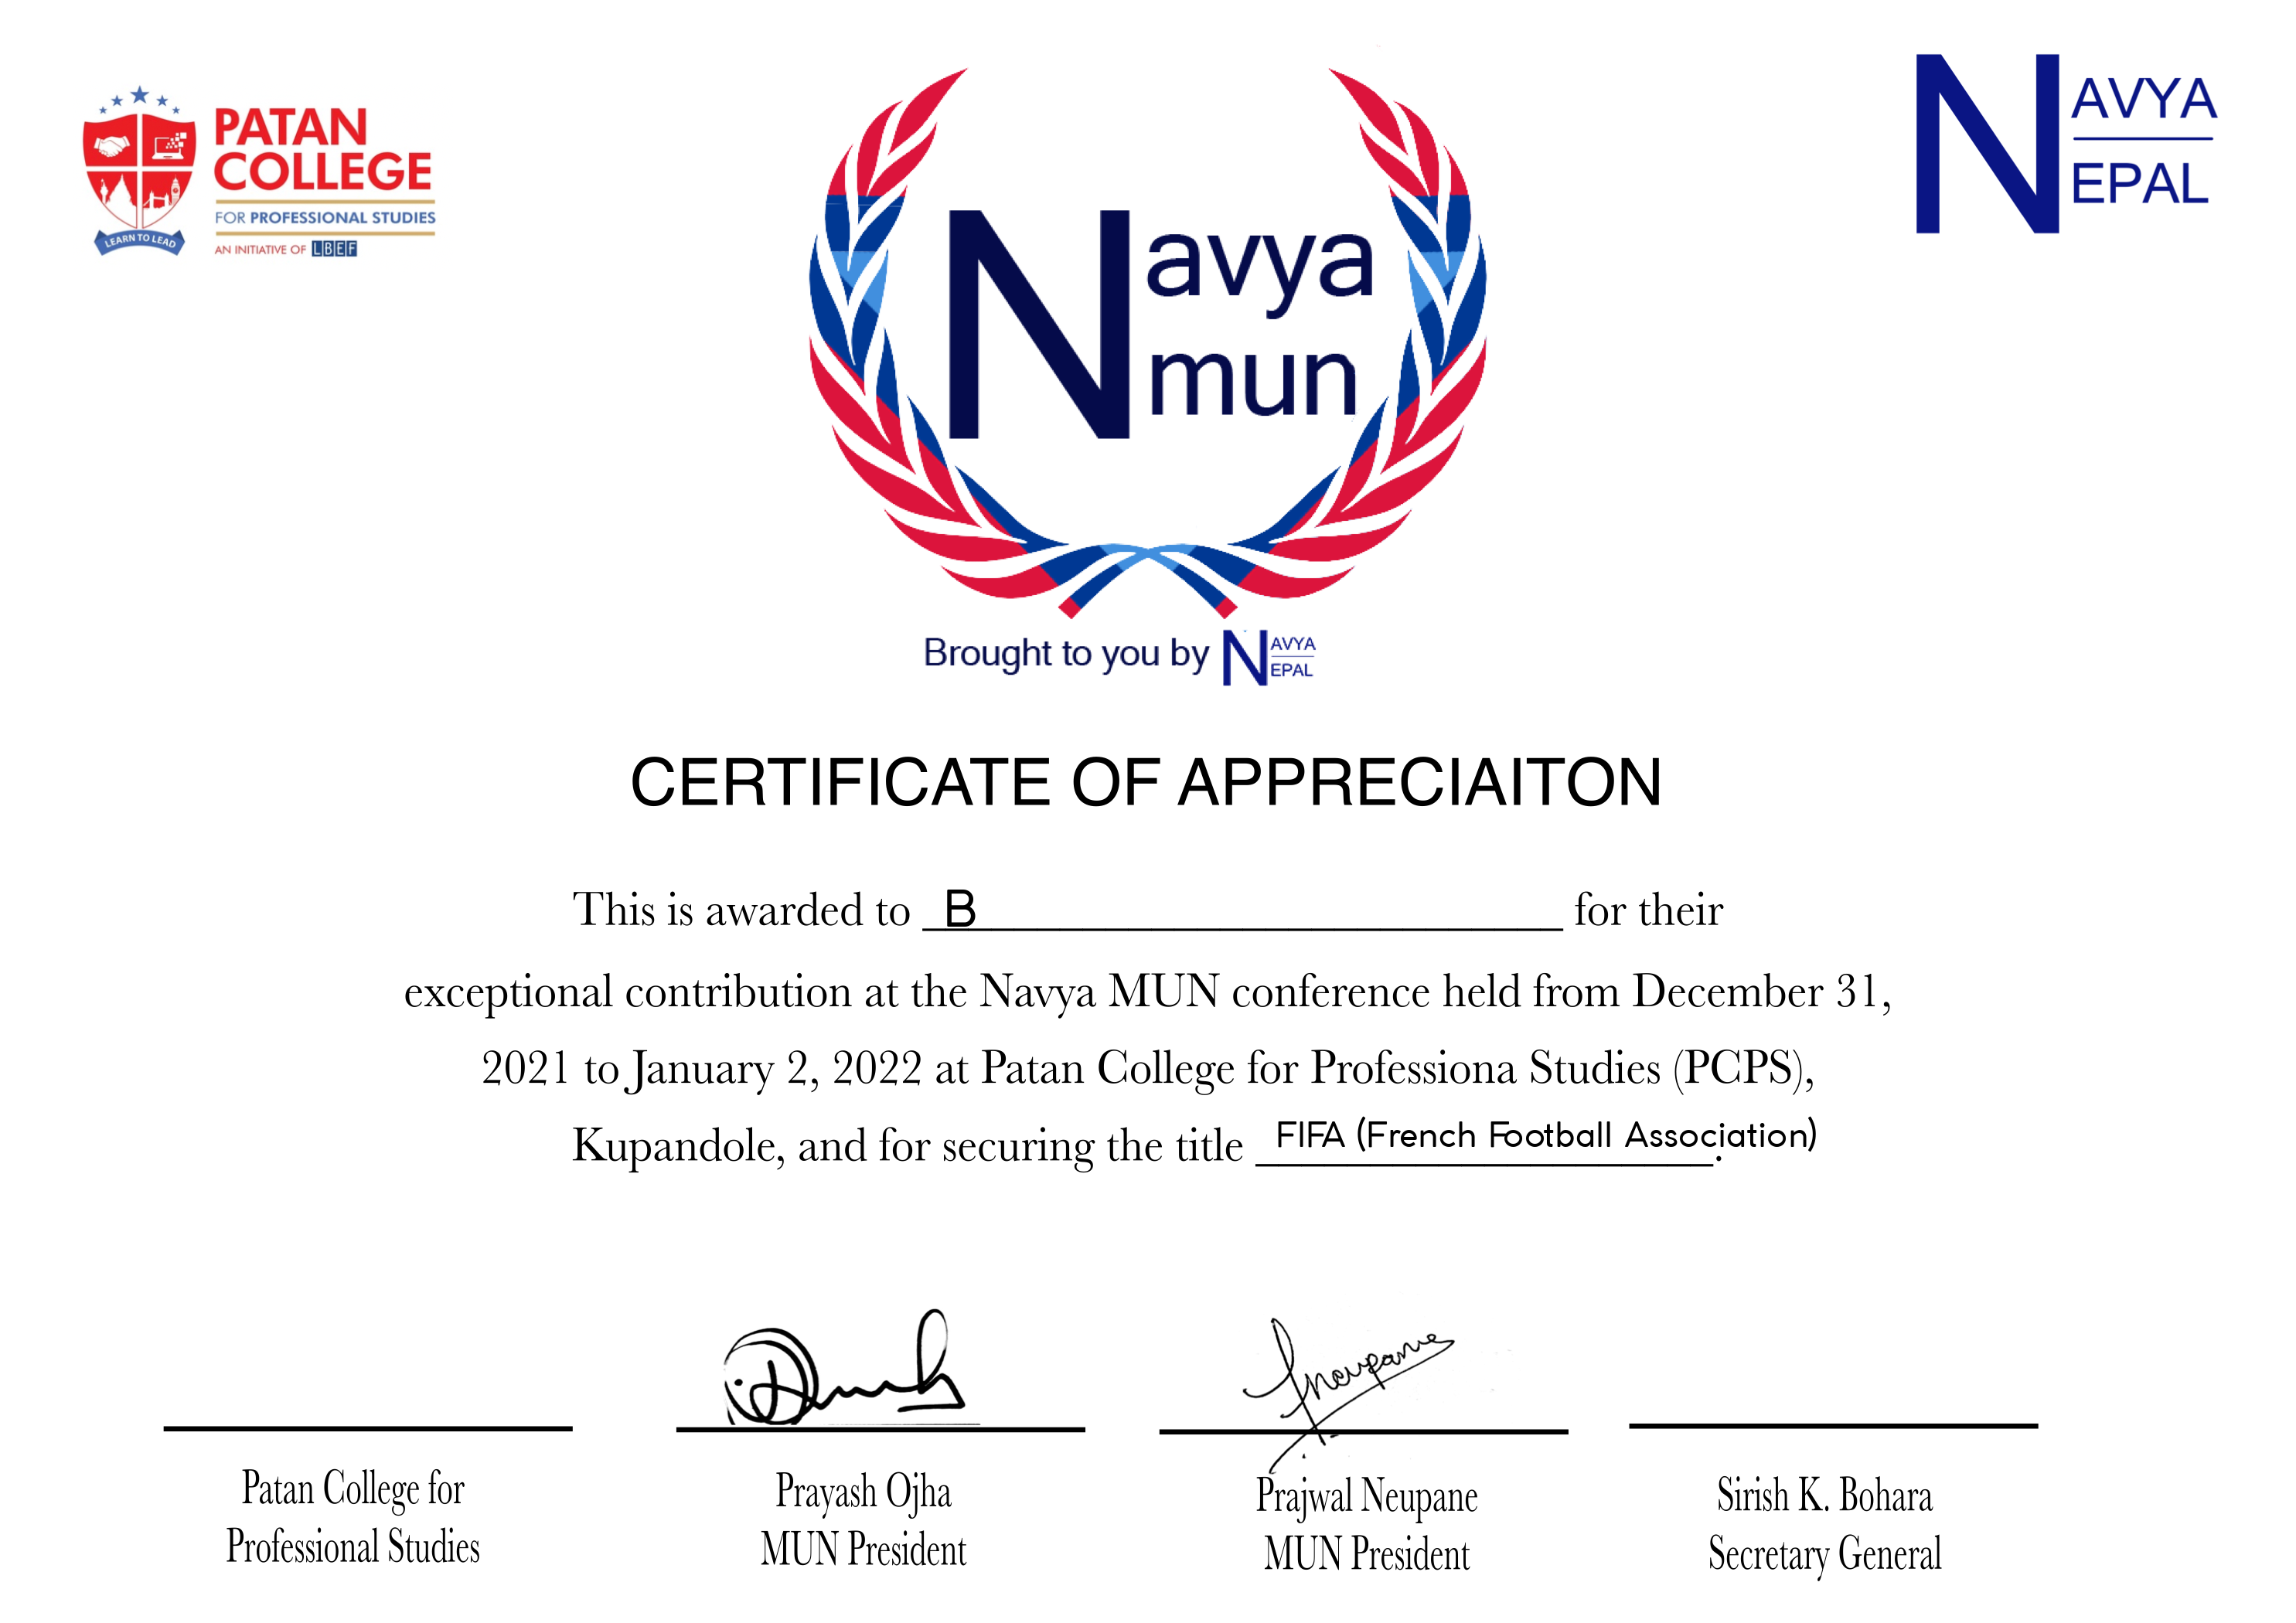 PATAN
COLLEGE
FOR PROFESSIONAL STUDIES
AN INITIATIVE OF LBEF
LEARN TO LEAD
Navya
mun
Brought to you by NAVYA
NEPAL
NAVYA
NEPAL
CERTIFICATE OF APPRECIAITON
This is awarded to B for their
exceptional contribution at the Navya MUN conference held from December 31,
2021 to January 2, 2022 at Patan College for Professiona Studies (PCPS),
Kupandole, and for securing the title FIFA (French Football Association).
Patan College for
Professional Studies
Prayash Ojha
MUN President
Prajwal Neupane
MUN President
Sirish K. Bohara
Secretary General